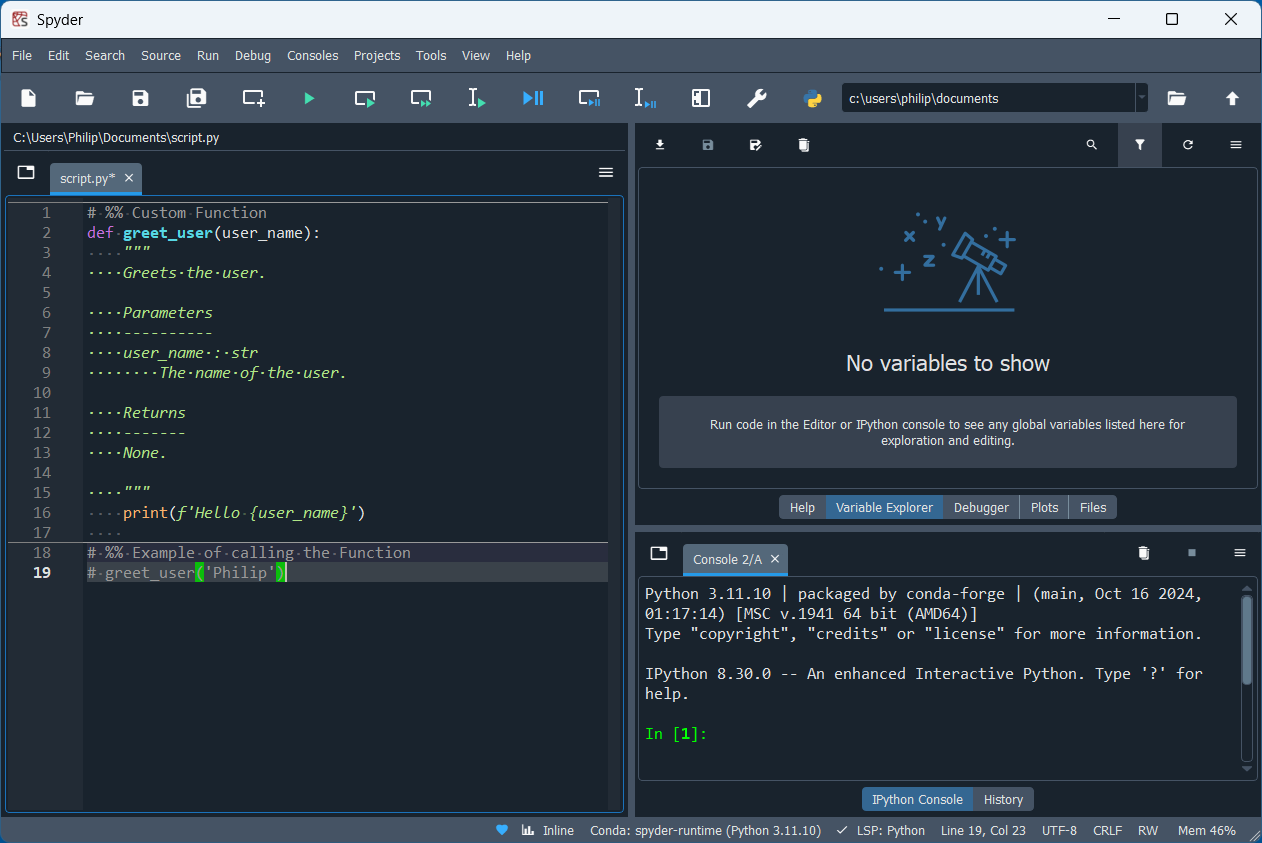 Spyder
File Edit Search Source Run Debug Consoles Projects Tools View Help
c:\users\philip\documents
C:\Users\Philip\Documents\script.py
script.py*
1 # %% Custom Function
2 def greet_user(user_name):
3 """
4 Greets the user.
5
6 Parameters
7 ----------
8 user_name : str
9 The name of the user.
10
11 Returns
12 -------
13 None.
14
15 """
16 print(f'Hello {user_name}')
17
18 # %% Example of calling the Function
19 # greet_user('Philip')
x y
z
No variables to show
Run code in the Editor or IPython console to see any global variables listed here for
exploration and editing.
Help Variable Explorer Debugger Plots Files
Console 2/A
Python 3.11.10 | packaged by conda-forge | (main, Oct 16 2024,
01:17:14) [MSC v.1941 64 bit (AMD64)]
Type "copyright", "credits" or "license" for more information.
IPython 8.30.0 -- An enhanced Interactive Python. Type '?' for
help.
In [1]:
IPython Console History
Inline Conda: spyder-runtime (Python 3.11.10) LSP: Python Line 19, Col 23 UTF-8 CRLF RW Mem 46%